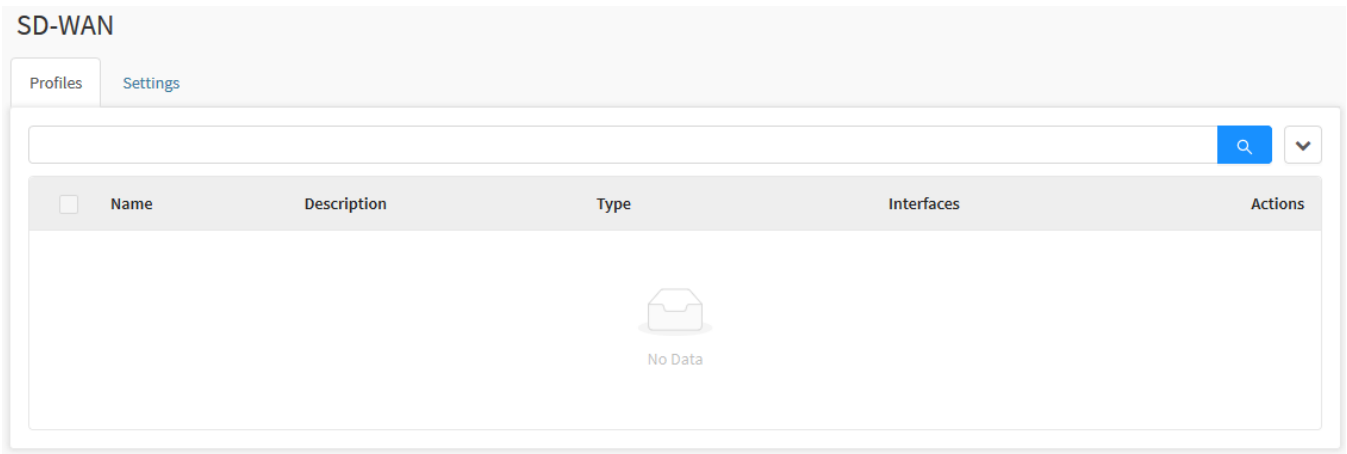 SD-WAN
Profiles Settings
Name Description Type Interfaces Actions
No Data